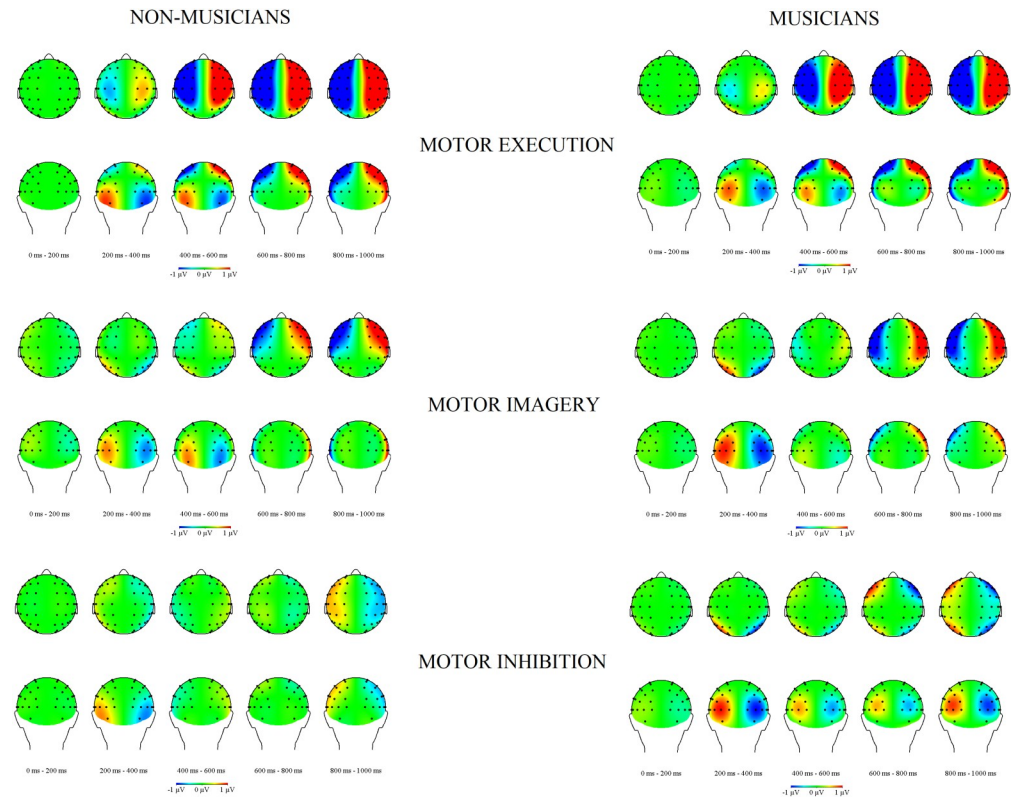 NON-MUSICIANS
MUSICIANS
MOTOR EXECUTION
0 ms - 200 ms 200 ms - 400 ms 400 ms - 600 ms 600 ms - 800 ms 800 ms - 1000 ms
-1 µV 0 µV 1 µV
0 ms - 200 ms 200 ms - 400 ms 400 ms - 600 ms 600 ms - 800 ms 800 ms - 1000 ms
-1 µV 0 µV 1 µV
MOTOR IMAGERY
0 ms - 200 ms 200 ms - 400 ms 400 ms - 600 ms 600 ms - 800 ms 800 ms - 1000 ms
-1 µV 0 µV 1 µV
0 ms - 200 ms 200 ms - 400 ms 400 ms - 600 ms 600 ms - 800 ms 800 ms - 1000 ms
-1 µV 0 µV 1 µV
MOTOR INHIBITION
0 ms - 200 ms 200 ms - 400 ms 400 ms - 600 ms 600 ms - 800 ms 800 ms - 1000 ms
-1 µV 0 µV 1 µV
0 ms - 200 ms 200 ms - 400 ms 400 ms - 600 ms 600 ms - 800 ms 800 ms - 1000 ms
-1 µV 0 µV 1 µV